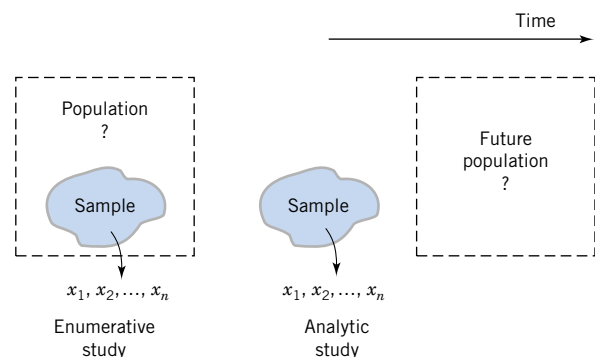 Time
Population
?
Sample
x₁, x₂,..., xₙ
Enumerative
study
Sample
x₁, x₂,..., xₙ
Analytic
study
Future
population
?